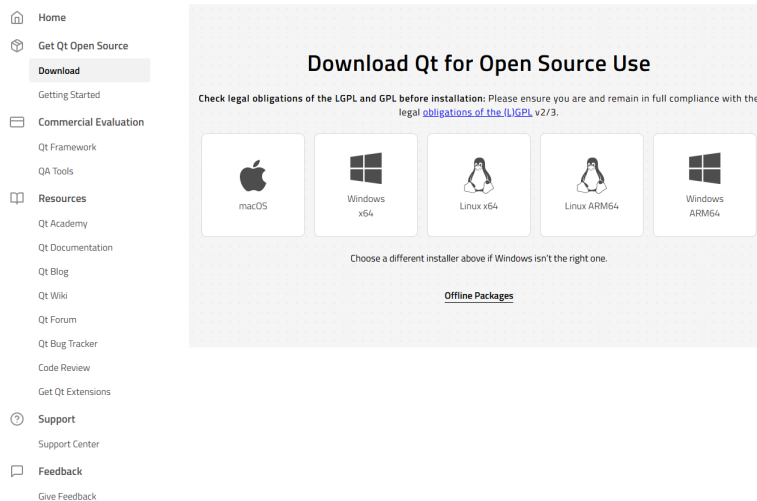 Home
Get Qt Open Source
Download
Getting Started
Commercial Evaluation
Qt Framework
QA Tools
Resources
Qt Academy
Qt Documentation
Qt Blog
Qt Wiki
Qt Forum
Qt Bug Tracker
Code Review
Get Qt Extensions
Support
Support Center
Feedback
Give Feedback
Download Qt for Open Source Use
Check legal obligations of the LGPL and GPL before installation: Please ensure you are and remain in full compliance with the
legal obligations of the (L)GPL v2/3.
macOS
Windows
x64
Linux x64
Linux ARM64
Windows
ARM64
Choose a different installer above if Windows isn't the right one.
Offline Packages